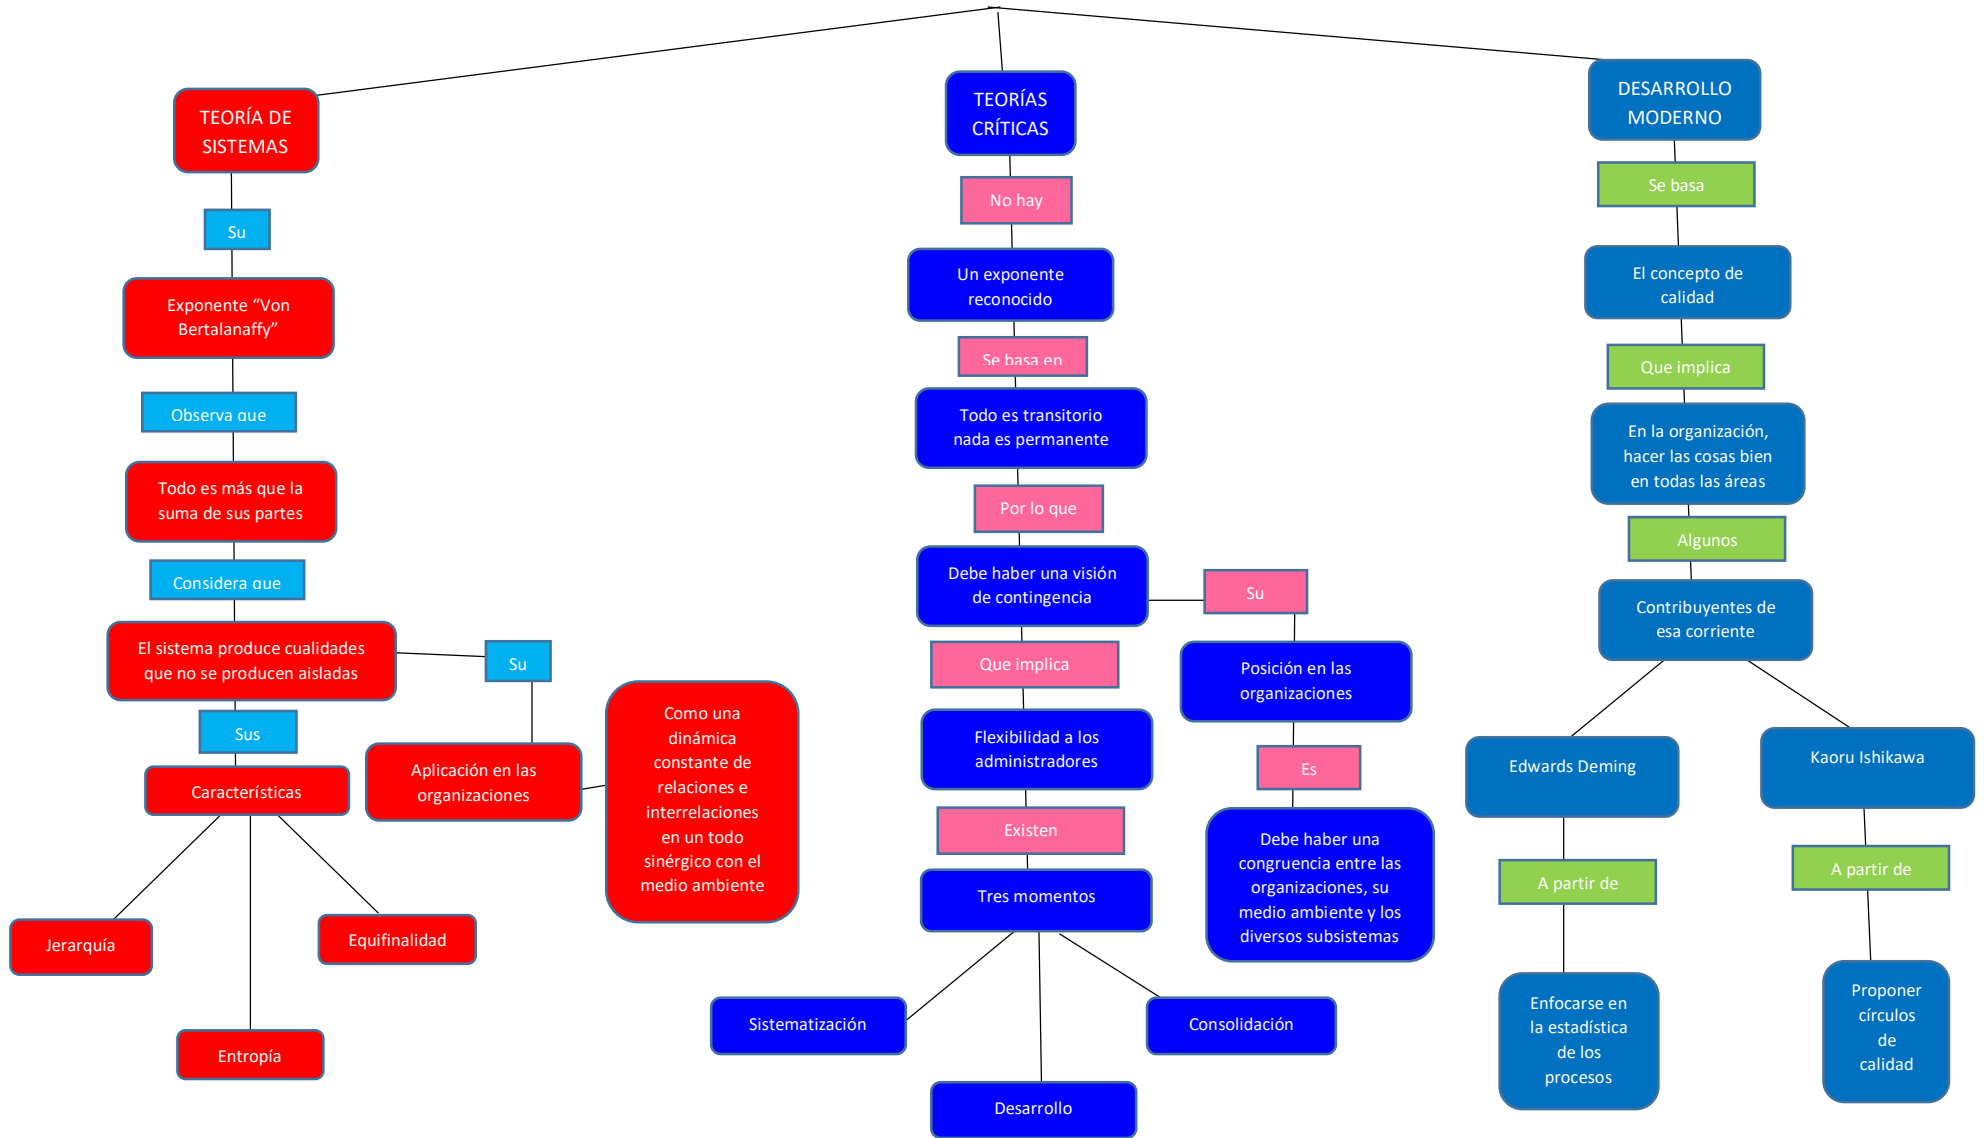 TEORÍA DE
SISTEMAS
Su
Exponente “Von
Bertalanaffy”
Observa que
Todo es más que la
suma de sus partes
Considera que
El sistema produce cualidades
que no se producen aisladas
Su
Aplicación en las
organizaciones
Como una
dinámica
constante de
relaciones e
interrelaciones
en un todo
sinérgico con el
medio ambiente
Sus
Características
Jerarquía
Entropía
Equifinalidad
TEORÍAS
CRÍTICAS
No hay
Un exponente
reconocido
Se basa en
Todo es transitorio
nada es permanente
Por lo que
Debe haber una visión
de contingencia
Su
Posición en las
organizaciones
Es
Debe haber una
congruencia entre las
organizaciones, su
medio ambiente y los
diversos subsistemas
Que implica
Flexibilidad a los
administradores
Existen
Tres momentos
Sistematización
Desarrollo
Consolidación
DESARROLLO
MODERNO
Se basa
El concepto de
calidad
Que implica
En la organización,
hacer las cosas bien
en todas las áreas
Algunos
Contribuyentes de
esa corriente
Edwards Deming
A partir de
Enfocarse en
la estadística
de los
procesos
Kaoru Ishikawa
A partir de
Proponer
círculos
de
calidad